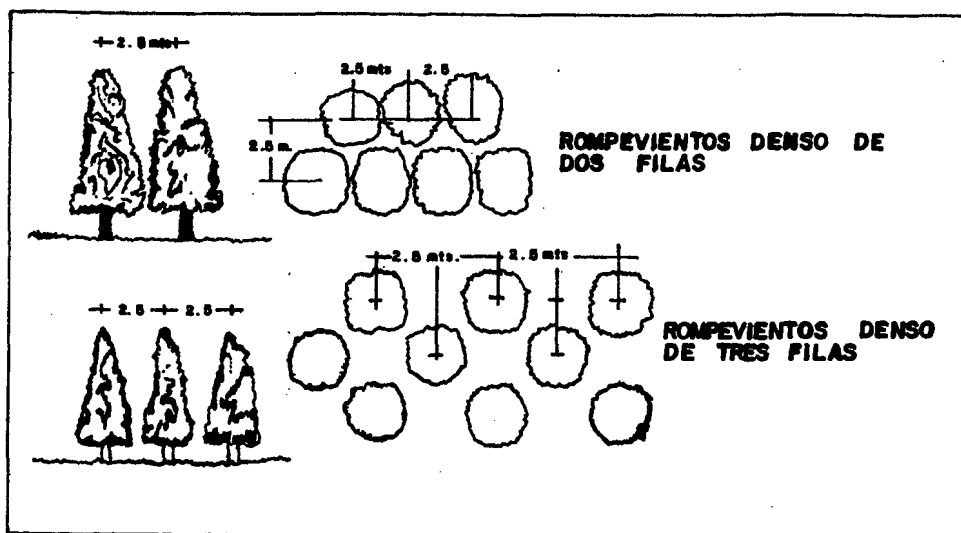 2.5 mts
2.5 mts 2.5
2.5 m.
ROMPEVIENTOS DENSO DE
DOS FILAS
2.5 mts. 2.5 mts
2.5 2.5
ROMPEVIENTOS DENSO
DE TRES FILAS